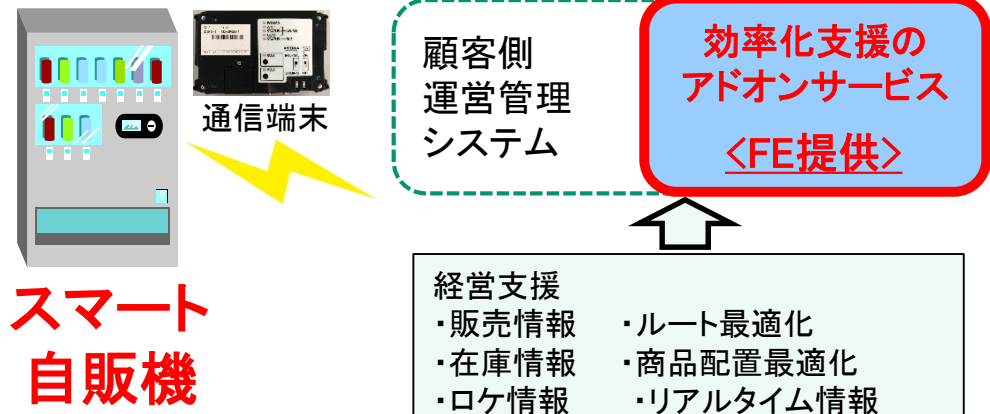 通信端末
スマート
自販機
顧客側
運営管理
システム
効率化支援の
アドオンサービス
<FE提供>
経営支援
・販売情報 ・ルート最適化
・在庫情報 ・商品配置最適化
・ロケ情報 ・リアルタイム情報